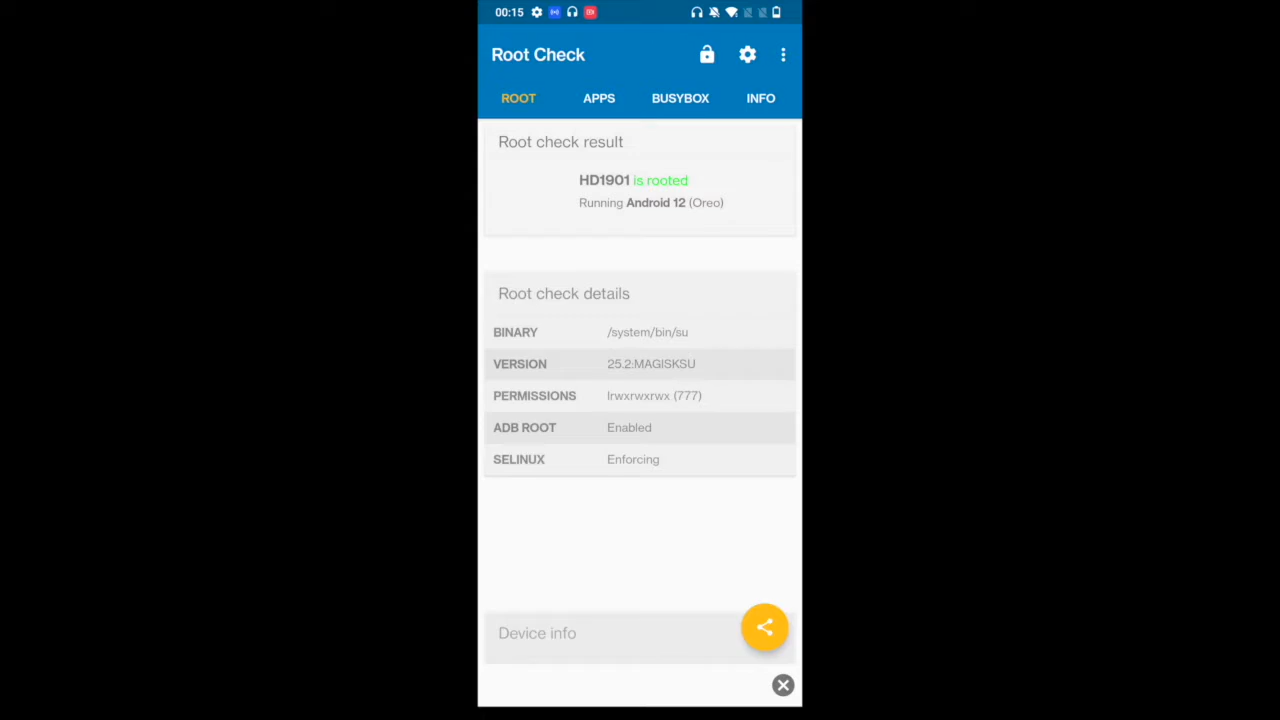 00:15
Root Check
ROOT APPS BUSYBOX INFO
Root check result
HD1901 is rooted
Running Android 12 (Oreo)
Root check details
BINARY /system/bin/su
VERSION 25.2:MAGISKSU
PERMISSIONS lrwxrwxrwx (777)
ADB ROOT Enabled
SELINUX Enforcing
Device info